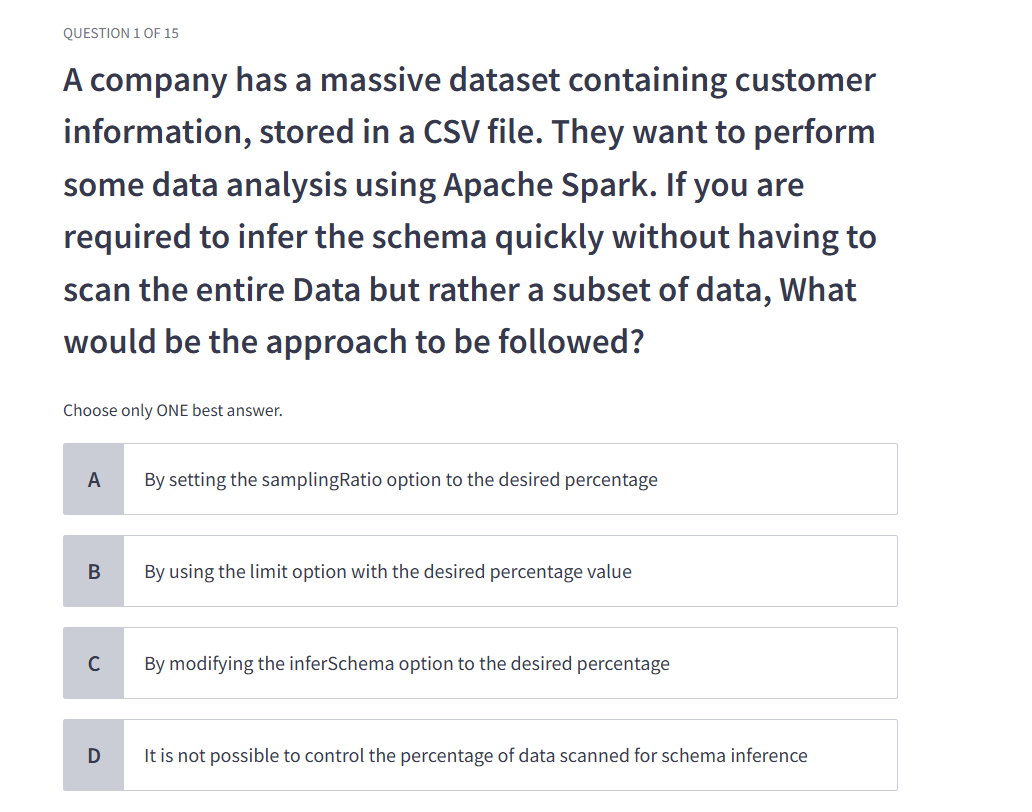 QUESTION 1 OF 15
A company has a massive dataset containing customer
information, stored in a CSV file. They want to perform
some data analysis using Apache Spark. If you are
required to infer the schema quickly without having to
scan the entire Data but rather a subset of data, What
would be the approach to be followed?
Choose only ONE best answer.
A By setting the samplingRatio option to the desired percentage
B By using the limit option with the desired percentage value
C By modifying the inferSchema option to the desired percentage
D It is not possible to control the percentage of data scanned for schema inference